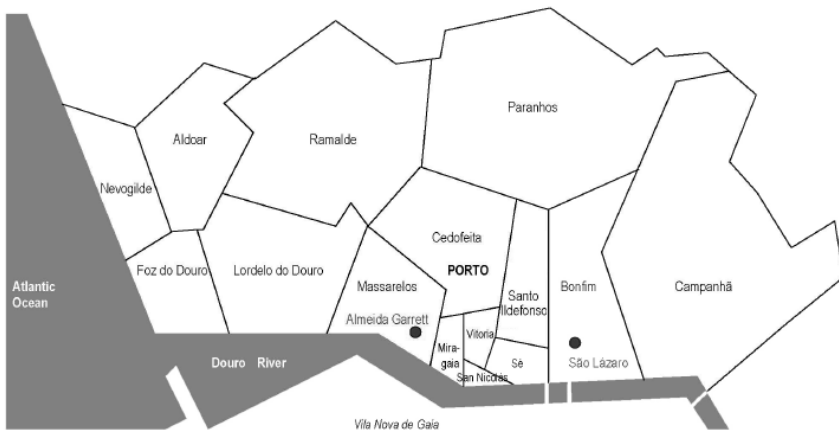 Paranhos
Aldoar
Ramalde
Nevogilde
Cedofeita
Foz do Douro
Lordelo do Douro
PORTO
Atlantic
Ocean
Massarelos
Santo
Ildefonso
Bonfim
Campanhã
Almeida Garrett
Vitoria
Mira-
gaia
Douro River
Sé
São Lázaro
San Nicolás
Vila Nova de Gaia